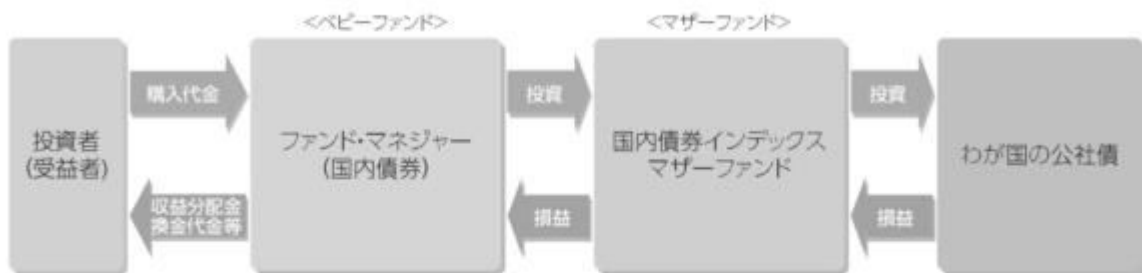 <ベビーファンド>
<マザーファンド>
投資者
(受益者)
購入代金
収益分配金
換金代金等
ファンド・マネジャー
(国内債券)
投資
損益
国内債券インデックス
マザーファンド
投資
損益
わが国の公社債